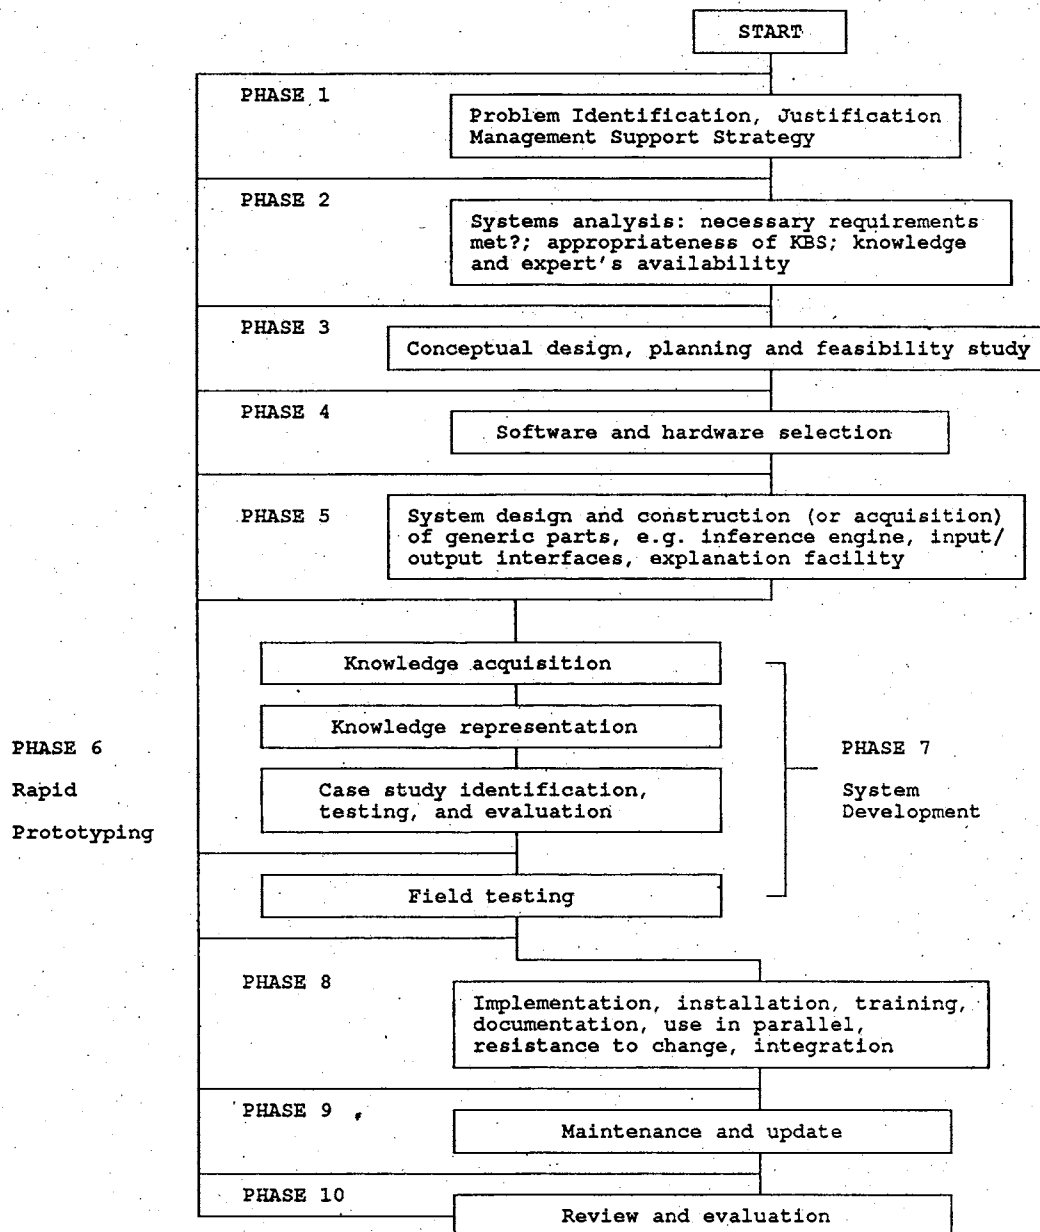 START
PHASE 1
Problem Identification, Justification
Management Support Strategy
PHASE 2
Systems analysis: necessary requirements
met?; appropriateness of KBS; knowledge
and expert's availability
PHASE 3
Conceptual design, planning and feasibility study
PHASE 4
Software and hardware selection
PHASE 5
System design and construction (or acquisition)
of generic parts, e.g. inference engine, input/
output interfaces, explanation facility
Knowledge acquisition
Knowledge representation
PHASE 6
Rapid
Prototyping
Case study identification,
testing, and evaluation
PHASE 7
System
Development
Field testing
PHASE 8
Implementation, installation, training,
documentation, use in parallel,
resistance to change, integration
PHASE 9
Maintenance and update
PHASE 10
Review and evaluation